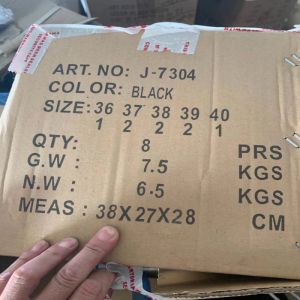 ART. NO: J-7304
COLOR: BLACK
SIZE: 36 37 38 39 40
1 2 2 2 1
QTY: 8 PRS
G.W : 7.5 KGS
N.W : 6.5 KGS
MEAS : 38X27X28 CM